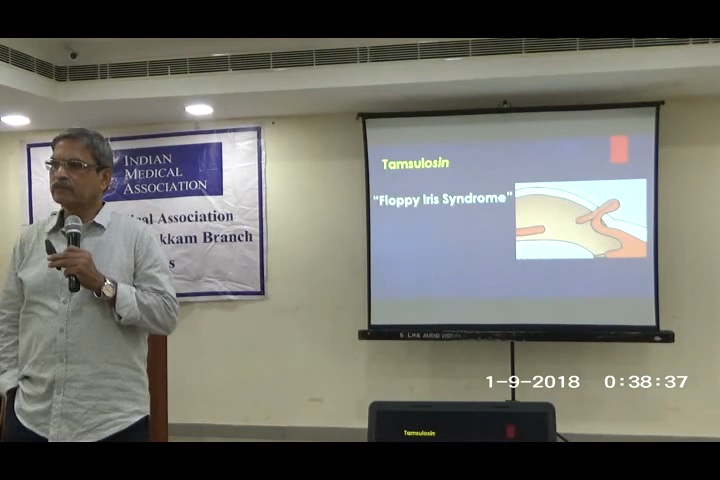 INDIAN
MEDICAL
ASSOCIATION
ical Association
kkam Branch
s
Tamsulosin
“Floppy Iris Syndrome”
1-9-2018 0:38:37
Tamsulosin